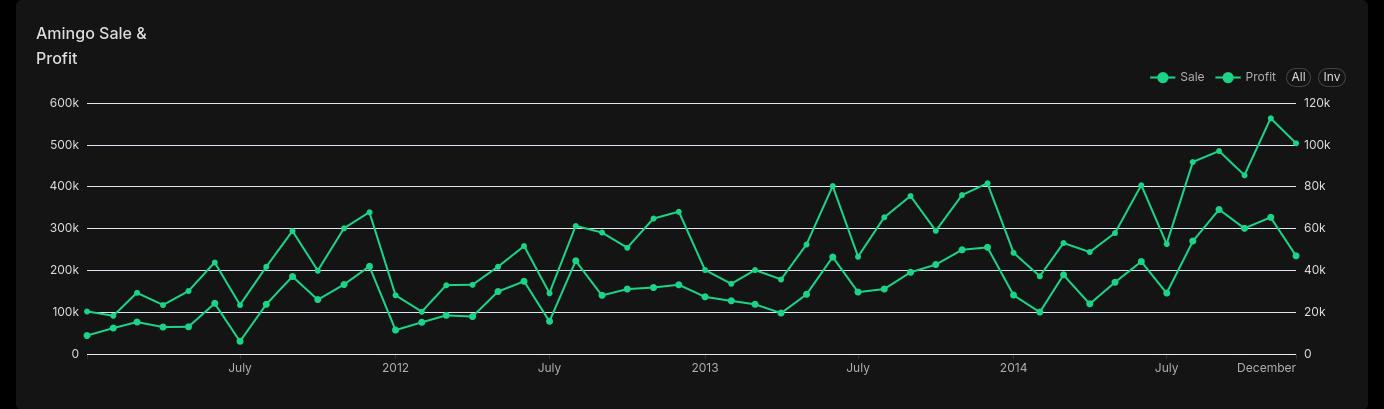 Amingo Sale &
Profit
Sale Profit All Inv
600k 120k
500k 100k
400k 80k
300k 60k
200k 40k
100k 20k
0 0
July 2012 July 2013 July 2014 July December